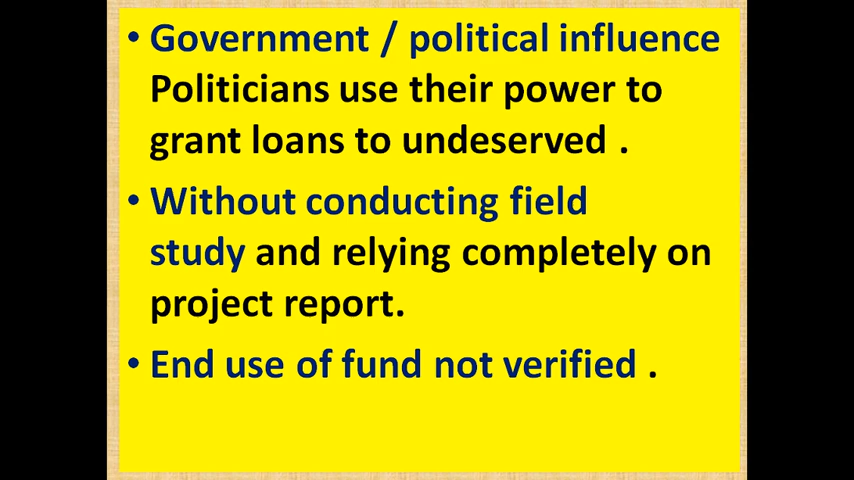 • Government / political influence
Politicians use their power to
grant loans to undeserved .
• Without conducting field
study and relying completely on
project report.
• End use of fund not verified .